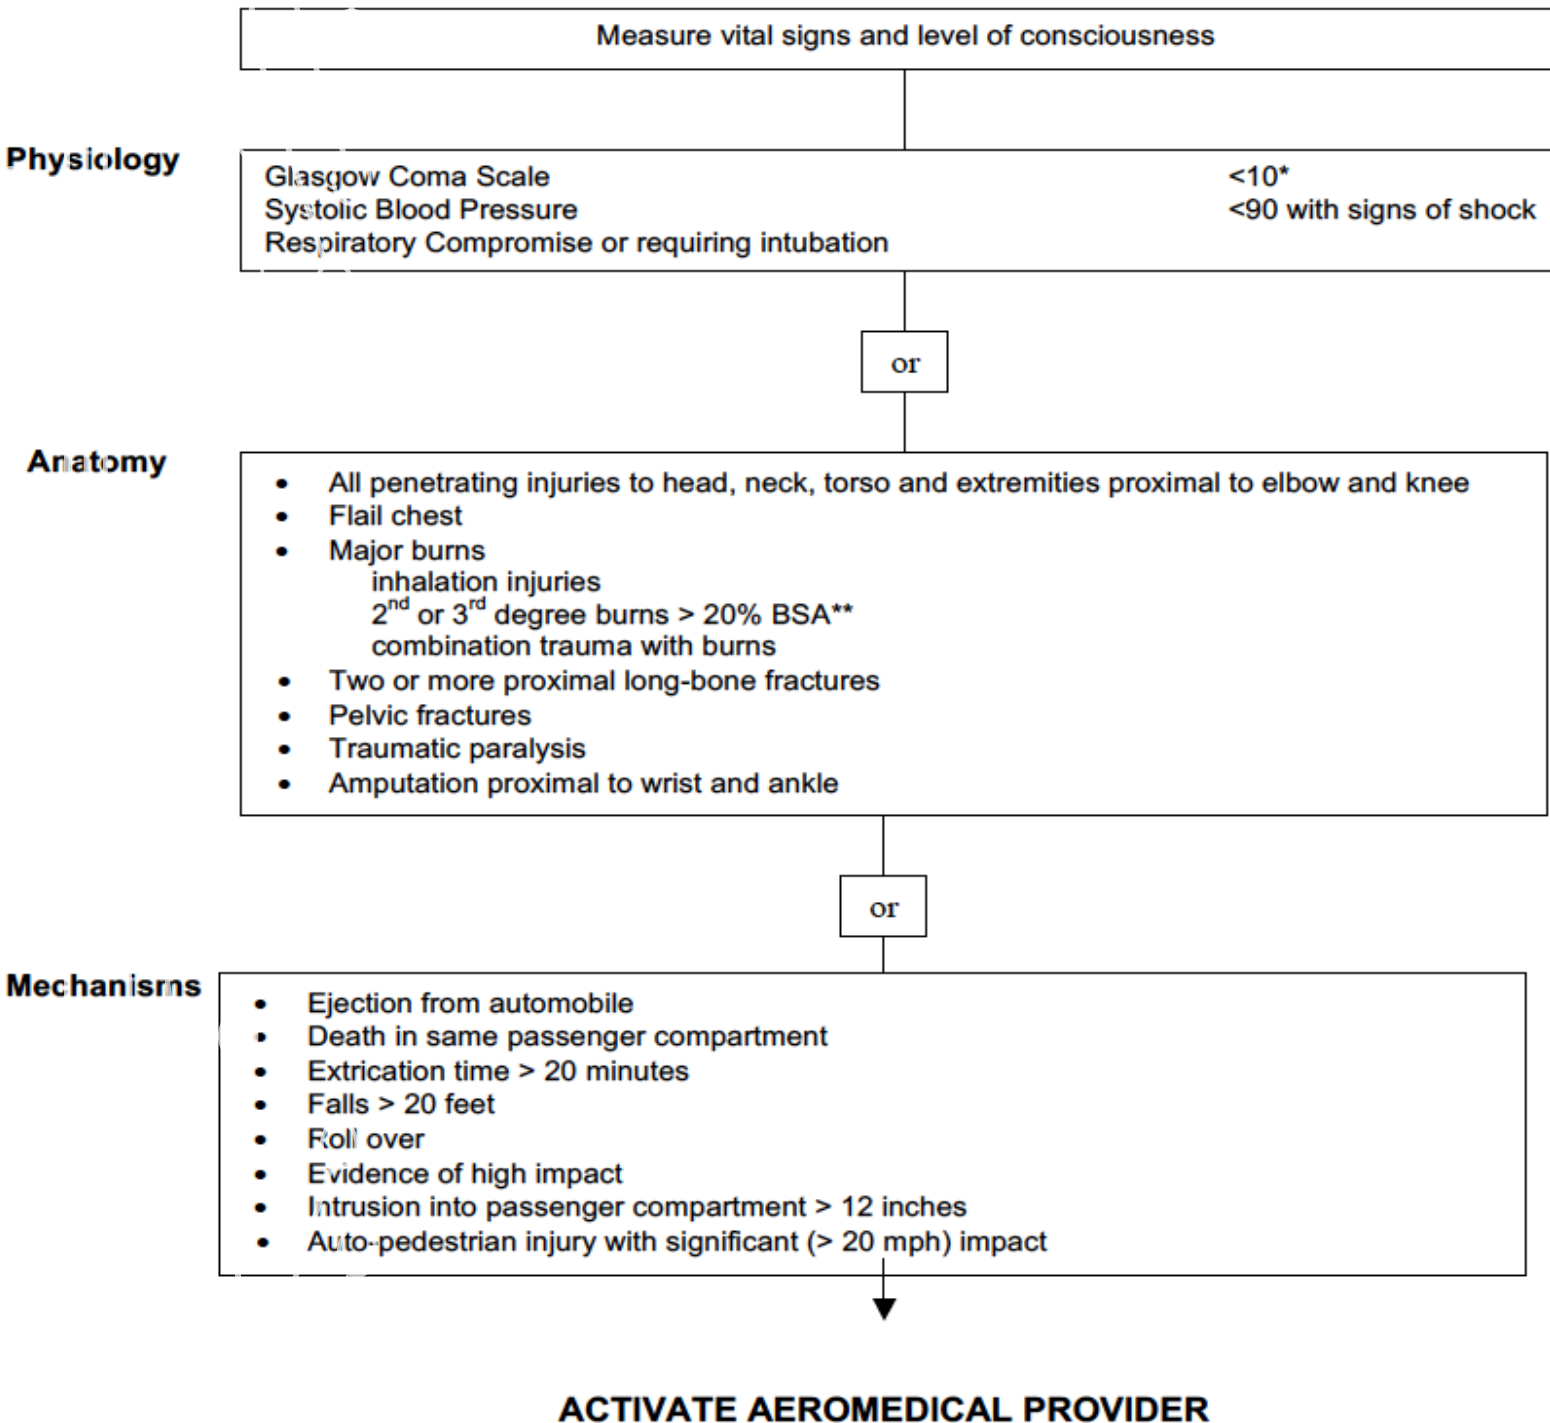 Measure vital signs and level of consciousness
Physiology
Glasgow Coma Scale <10*
Systolic Blood Pressure <90 with signs of shock
Respiratory Compromise or requiring intubation
or
Anatomy
• All penetrating injuries to head, neck, torso and extremities proximal to elbow and knee
• Flail chest
• Major burns
inhalation injuries
2nd or 3rd degree burns > 20% BSA**
combination trauma with burns
• Two or more proximal long-bone fractures
• Pelvic fractures
• Traumatic paralysis
• Amputation proximal to wrist and ankle
or
Mechanisms
• Ejection from automobile
• Death in same passenger compartment
• Extrication time > 20 minutes
• Falls > 20 feet
• Roll over
• Evidence of high impact
• Intrusion into passenger compartment > 12 inches
• Auto-pedestrian injury with significant (> 20 mph) impact
ACTIVATE AEROMEDICAL PROVIDER